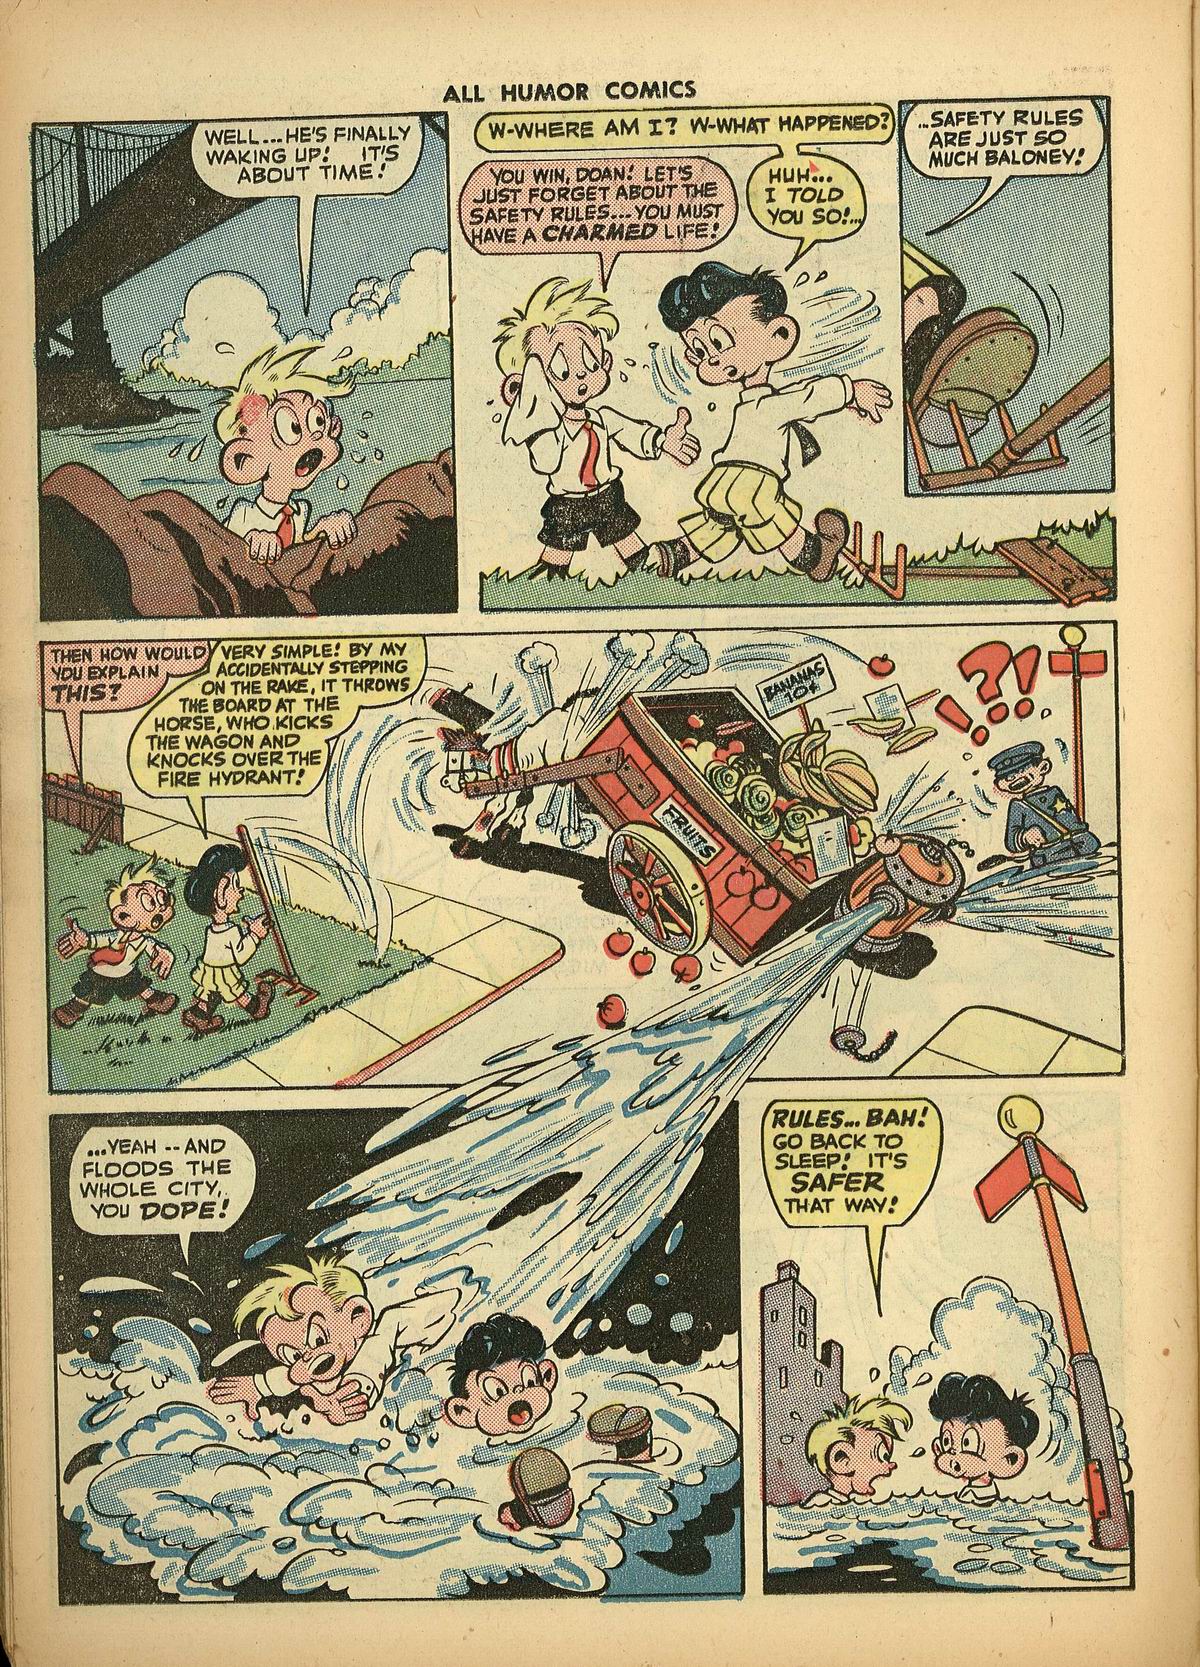 ALL HUMOR COMICS
WELL...HE'S FINALLY
WAKING UP! IT'S
ABOUT TIME!
W-WHERE AM I? W-WHAT HAPPENED?
YOU WIN, DOAN! LET'S
JUST FORGET ABOUT THE
SAFETY RULES...YOU MUST
HAVE A CHARMED LIFE!
HUH...
I TOLD
YOU SO!...
...SAFETY RULES
ARE JUST SO
MUCH BALONEY!
THEN HOW WOULD
YOU EXPLAIN
THIS?
VERY SIMPLE! BY MY
ACCIDENTALLY STEPPING
ON THE RAKE, IT THROWS
THE BOARD AT THE
HORSE, WHO KICKS
THE WAGON AND
KNOCKS OVER THE
FIRE HYDRANT!
BANANAS
10¢
FRUITS
!?!
...YEAH -- AND
FLOODS THE
WHOLE CITY,
YOU DOPE!
RULES... BAH!
GO BACK TO
SLEEP! IT'S
SAFER
THAT WAY!